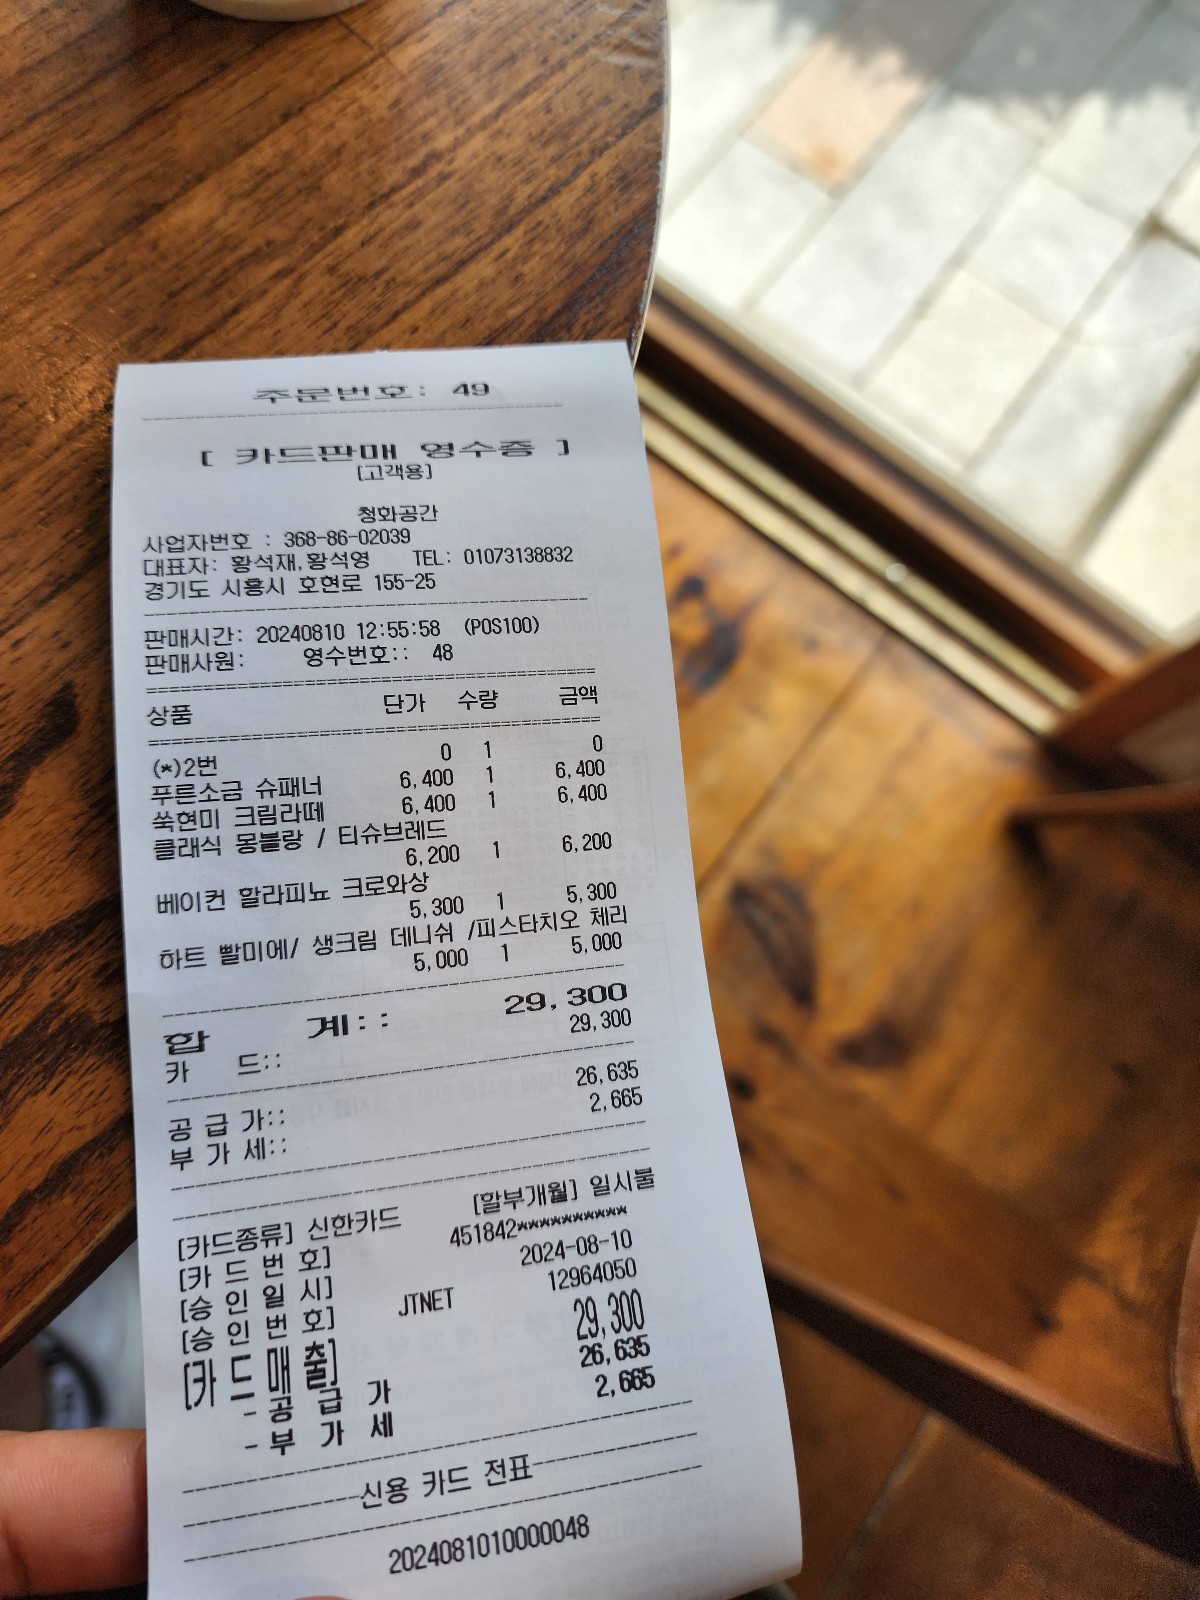 주문번호: 49
[ 카드판매 영수증 ]
[고객용]
청화공간
사업자번호 : 368-86-02039
대표자: 황석재,황석영 TEL: 01073138832
경기도 시흥시 호현로 155-25
판매시간: 20240810 12:55:58 (POS100)
판매사원: 영수번호:: 48
상품 단가 수량 금액
(*)2번 0 1 0
푸른소금 슈패너 6,400 1 6,400
쑥현미 크림라떼 6,400 1 6,400
클래식 몽블랑 / 티슈브레드
6,200 1 6,200
베이컨 할라피뇨 크로와상
5,300 1 5,300
하트 빨미에/ 생크림 데니쉬 /피스타치오 체리
5,000 1 5,000
합 계:: 29,300
카 드:: 29,300
공 급 가:: 26,635
부 가 세:: 2,665
[카드종류] 신한카드 [할부개월] 일시불
[카 드 번 호] 451842**********
[승 인 일 시] 2024-08-10
[승 인 번 호] JTNET 12964050
[카 드 매 출] 29,300
- 공 급 가 26,635
- 부 가 세 2,665
신용 카드 전표
2024081010000048